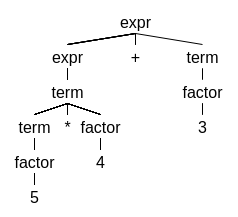 expr
expr + term
term factor
term * factor 3
factor 4
5